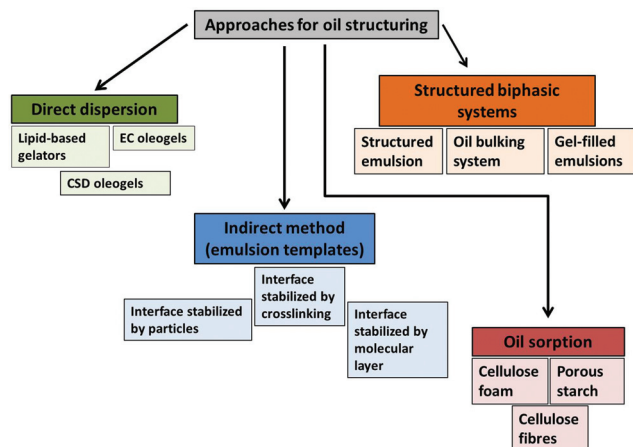 Approaches for oil structuring
Direct dispersion
Lipid-based
gelators
EC oleogels
CSD oleogels
Structured biphasic
systems
Structured
emulsion
Oil bulking
system
Gel-filled
emulsions
Indirect method
(emulsion templates)
Interface stabilized
by particles
Interface
stabilized by
crosslinking
Interface
stabilized by
molecular
layer
Oil sorption
Cellulose
foam
Porous
starch
Cellulose
fibres